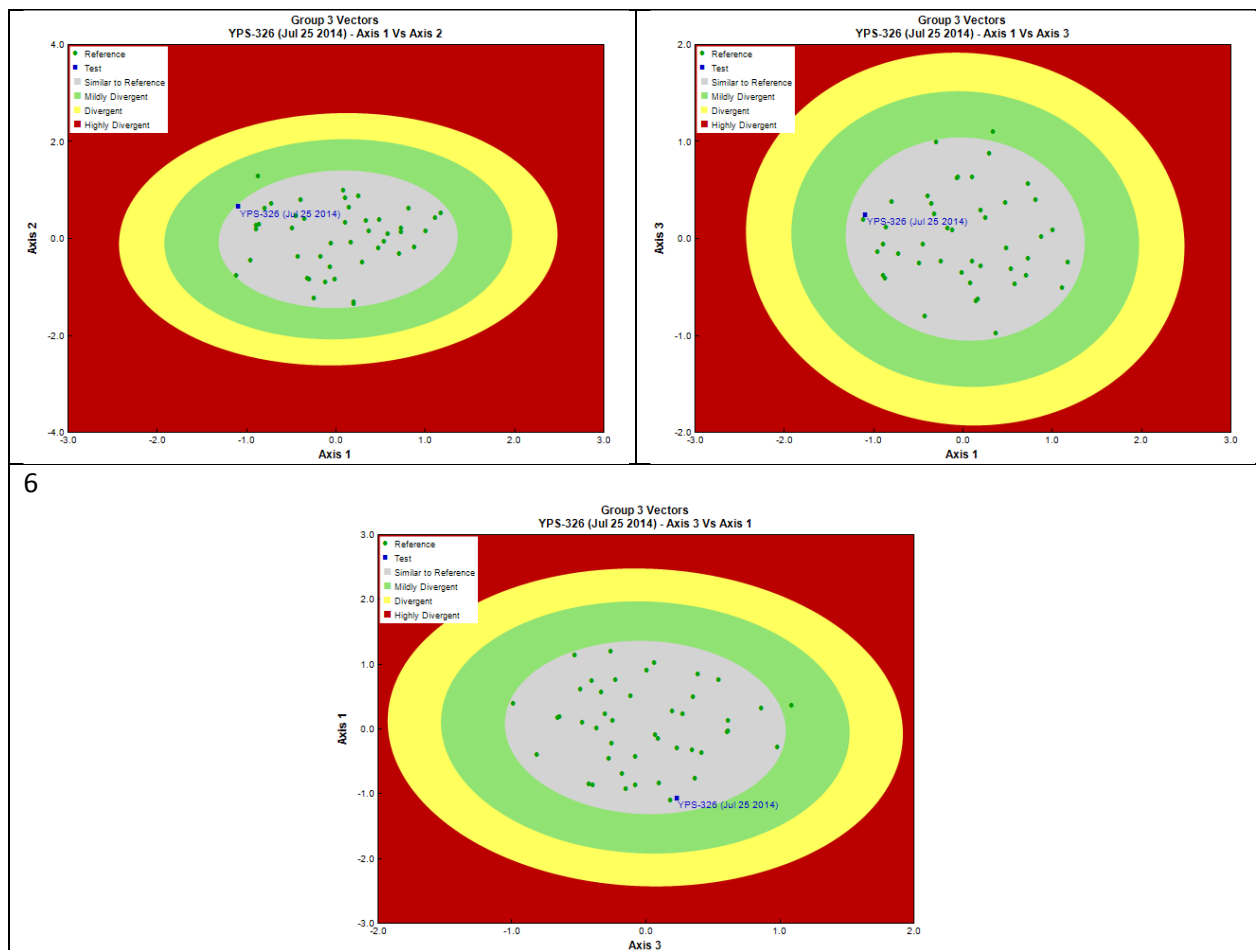 Group 3 Vectors
YPS-326 (Jul 25 2014) - Axis 1 Vs Axis 2
Reference
Test
Similar to Reference
Mildly Divergent
Divergent
Highly Divergent
4.0
2.0
0.0
-2.0
-4.0
Axis 2
YPS-326 (Jul 25 2014)
-3.0 -2.0 -1.0 0.0 1.0 2.0 3.0
Axis 1
Group 3 Vectors
YPS-326 (Jul 25 2014) - Axis 1 Vs Axis 3
Reference
Test
Similar to Reference
Mildly Divergent
Divergent
Highly Divergent
2.0
1.0
0.0
-1.0
-2.0
Axis 3
YPS-326 (Jul 25 2014)
-3.0 -2.0 -1.0 0.0 1.0 2.0 3.0
Axis 1
6
Group 3 Vectors
YPS-326 (Jul 25 2014) - Axis 3 Vs Axis 1
Reference
Test
Similar to Reference
Mildly Divergent
Divergent
Highly Divergent
3.0
2.0
1.0
0.0
-1.0
-2.0
-3.0
Axis 1
YPS-326 (Jul 25 2014)
-2.0 -1.0 0.0 1.0 2.0
Axis 3